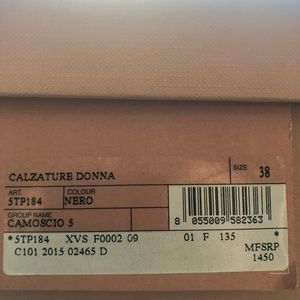 CALZATURE DONNA
SIZE 38
ART. COLOUR
5TP184 NERO
GROUP NAME
CAMOSCIO 5
8 055009 582363
*5TP184 XVS F0002 09 01 F 135 *
C101 2015 02465 D MFSRP
1450